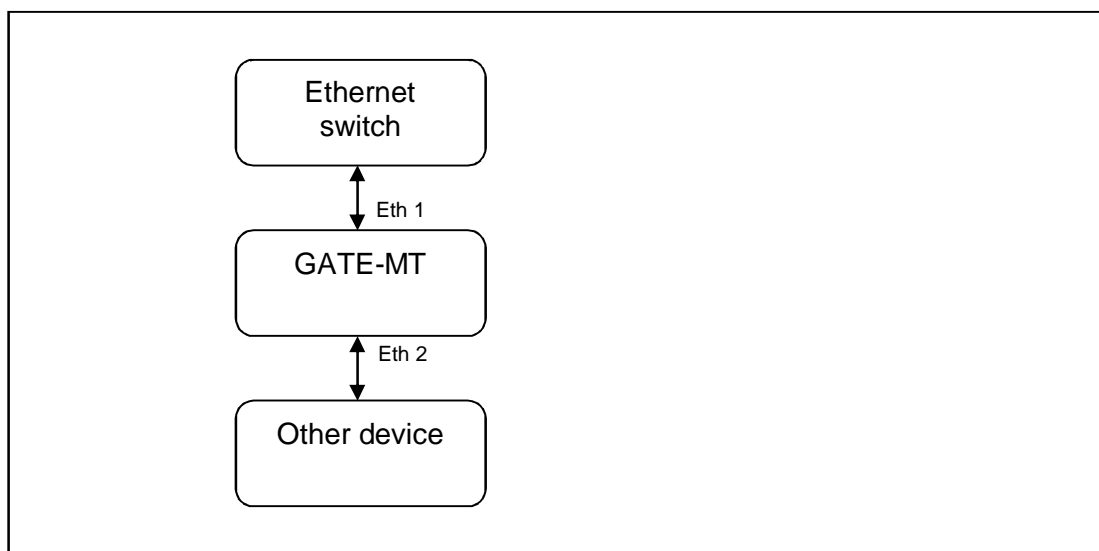 Ethernet
switch
Eth 1
GATE-MT
Eth 2
Other device